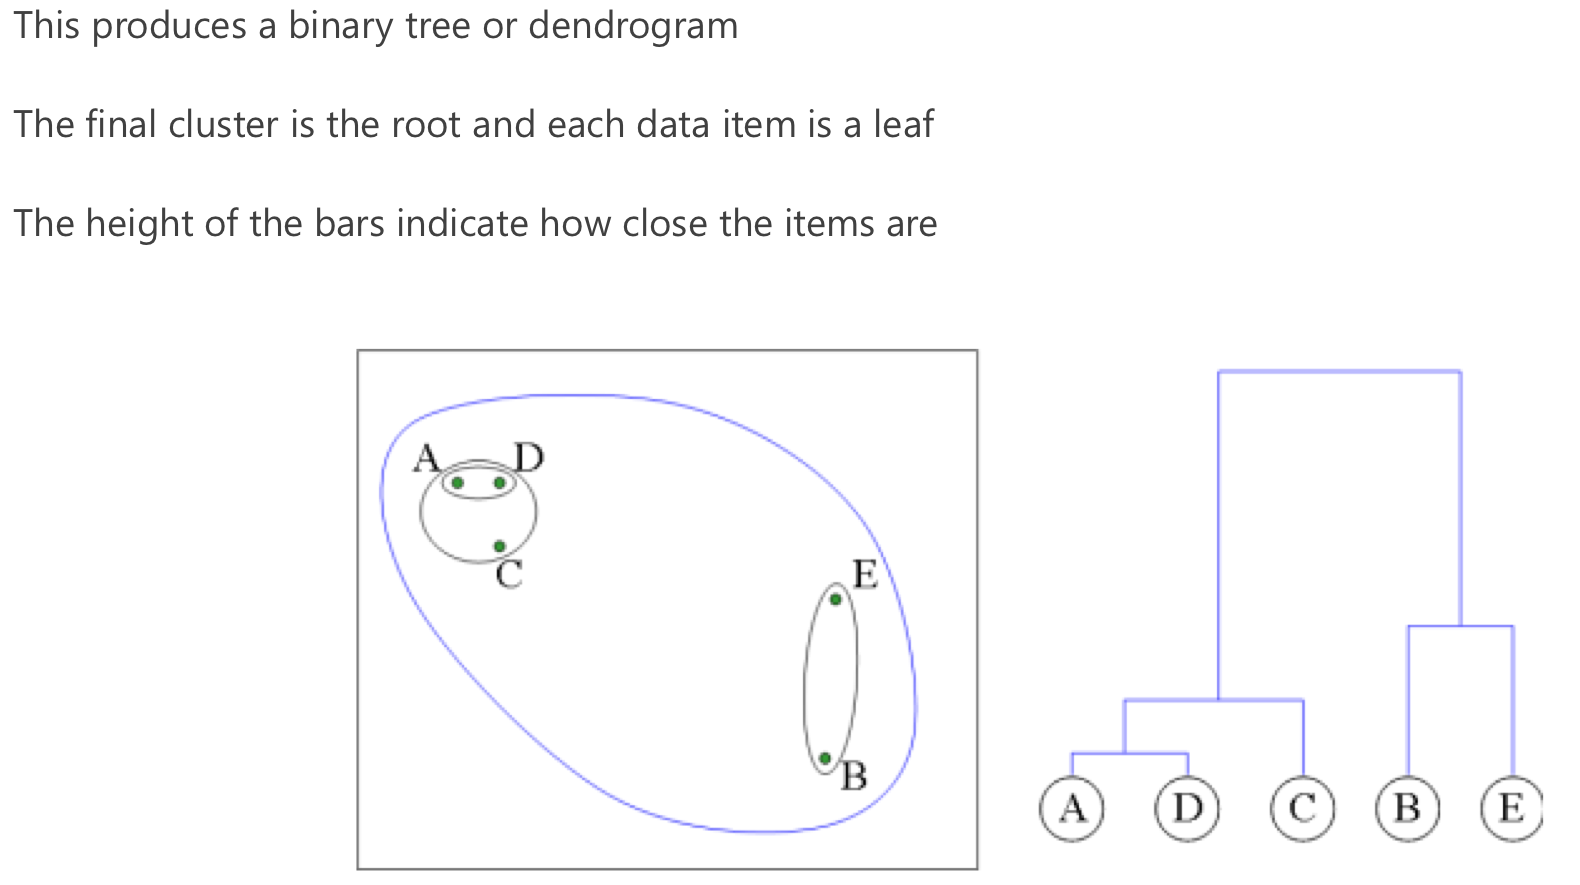 This produces a binary tree or dendrogram
The final cluster is the root and each data item is a leaf
The height of the bars indicate how close the items are
A D
C
E
B
A D C B E